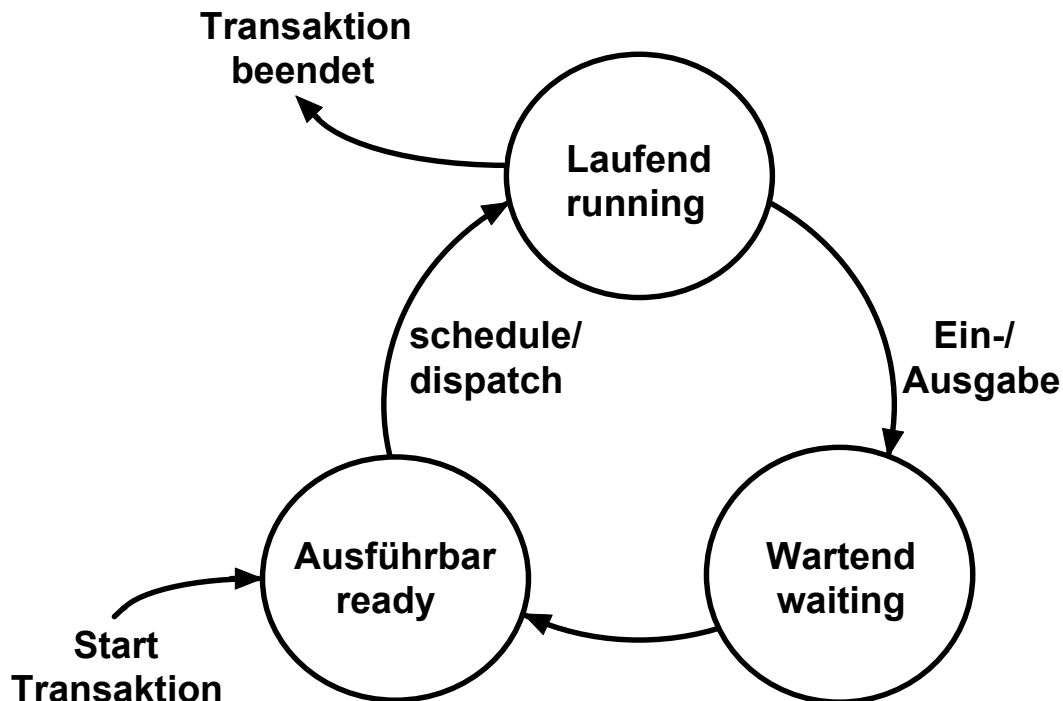 Transaktion
beendet
Laufend
running
schedule/
dispatch
Ein-/
Ausgabe
Ausführbar
ready
Wartend
waiting
Start
Transaktion